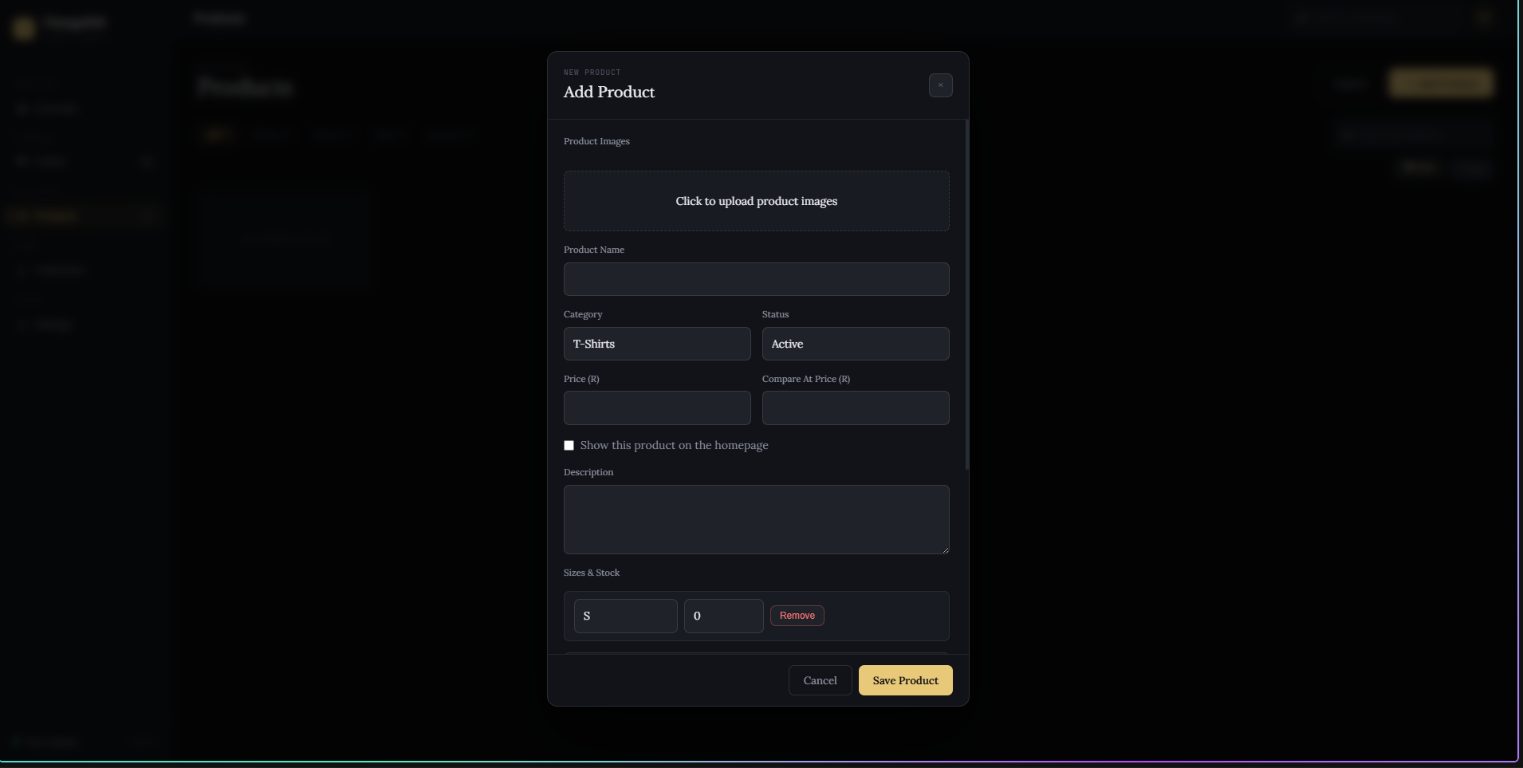 Products
NEW PRODUCT
Add Product
×
Product Images
Click to upload product images
Product Name
Category
Status
T-Shirts
Active
Price (R)
Compare At Price (R)
Show this product on the homepage
Description
Sizes & Stock
S
0
Remove
Cancel
Save Product